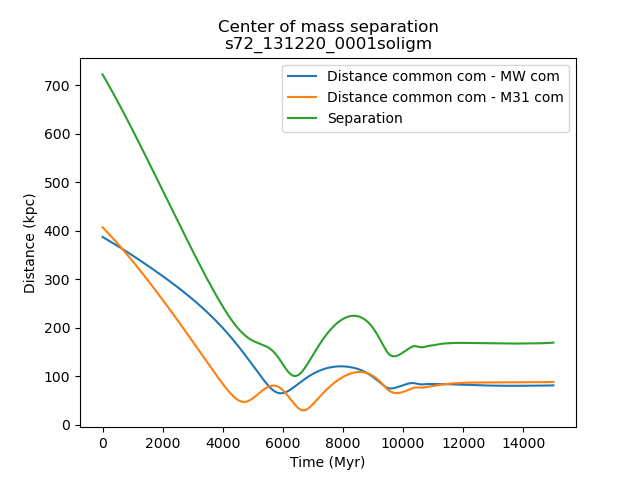 Center of mass separation
s72_131220_0001soligm
Distance common com - MW com
Distance common com - M31 com
Separation
Distance (kpc)
700
600
500
400
300
200
100
0
0 2000 4000 6000 8000 10000 12000 14000
Time (Myr)